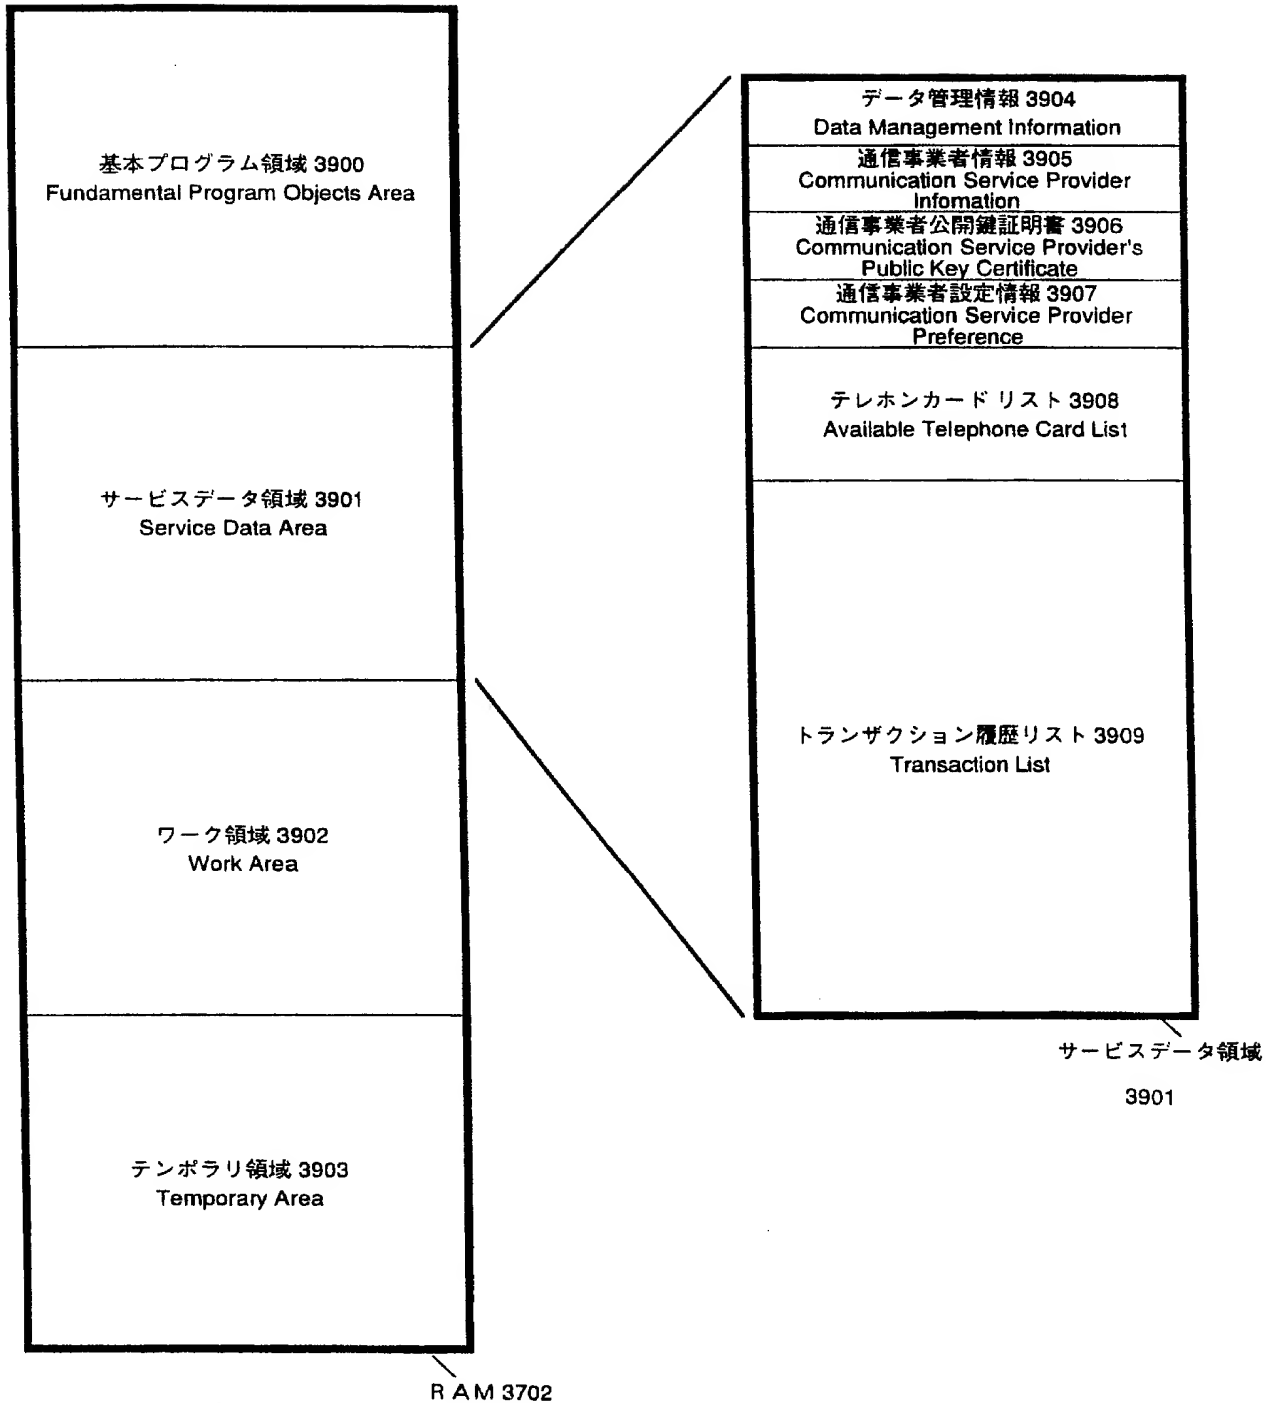 基本プログラム領域 3900
Fundamental Program Objects Area
サービスデータ領域 3901
Service Data Area
ワーク領域 3902
Work Area
テンポラリ領域 3903
Temporary Area
RAM 3702
データ管理情報 3904
Data Management Information
通信事業者情報 3905
Communication Service Provider
Infomation
通信事業者公開鍵証明書 3906
Communication Service Provider's
Public Key Certificate
通信事業者設定情報 3907
Communication Service Provider
Preference
テレホンカード リスト 3908
Available Telephone Card List
トランザクション履歴リスト 3909
Transaction List
サービスデータ領域
3901